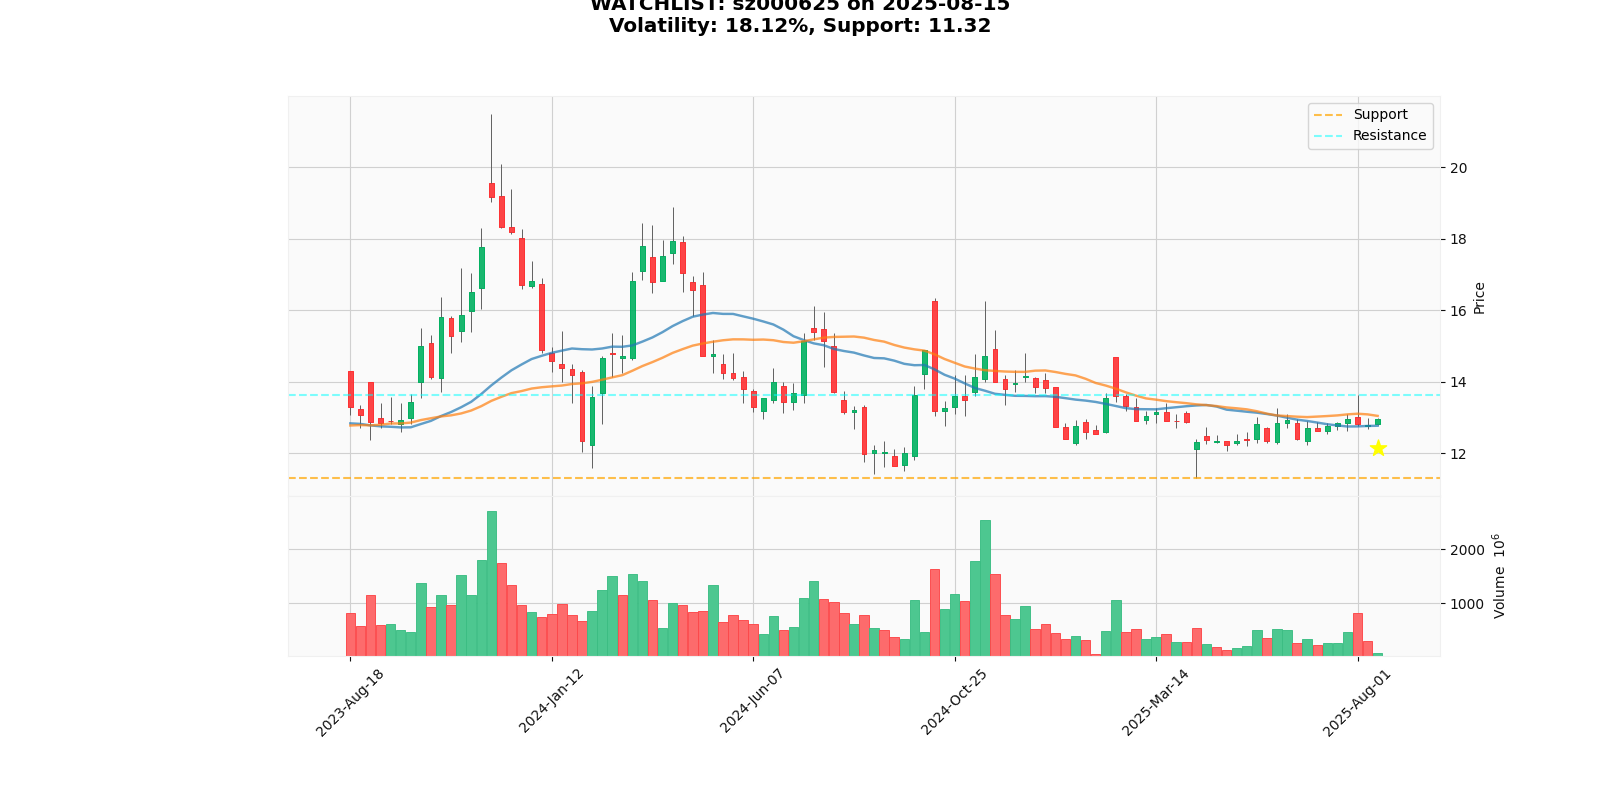 WATCHLIST: sz000625 on 2025-08-15
Volatility: 18.12%, Support: 11.32
Support
Resistance
20
18
16
14
12
Price
2000
1000
Volume 10^6
2023-Aug-18
2024-Jan-12
2024-Jun-07
2024-Oct-25
2025-Mar-14
2025-Aug-01